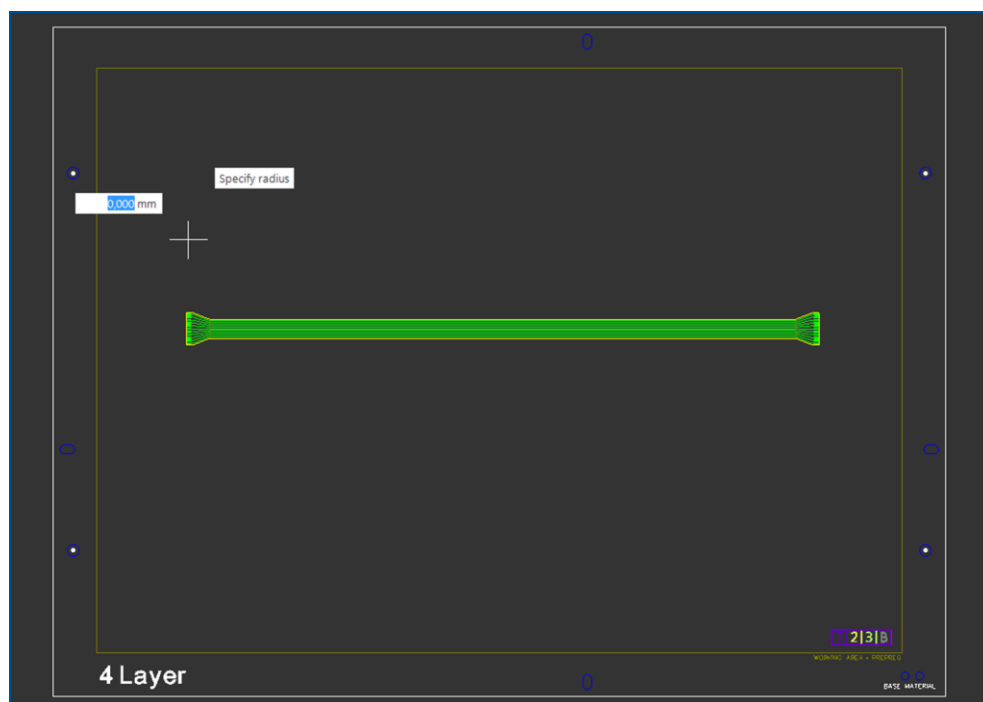 Specify radius
0,000 mm
2|3|B
WORKING AREA + PREPREG
4 Layer
BASE MATERIAL